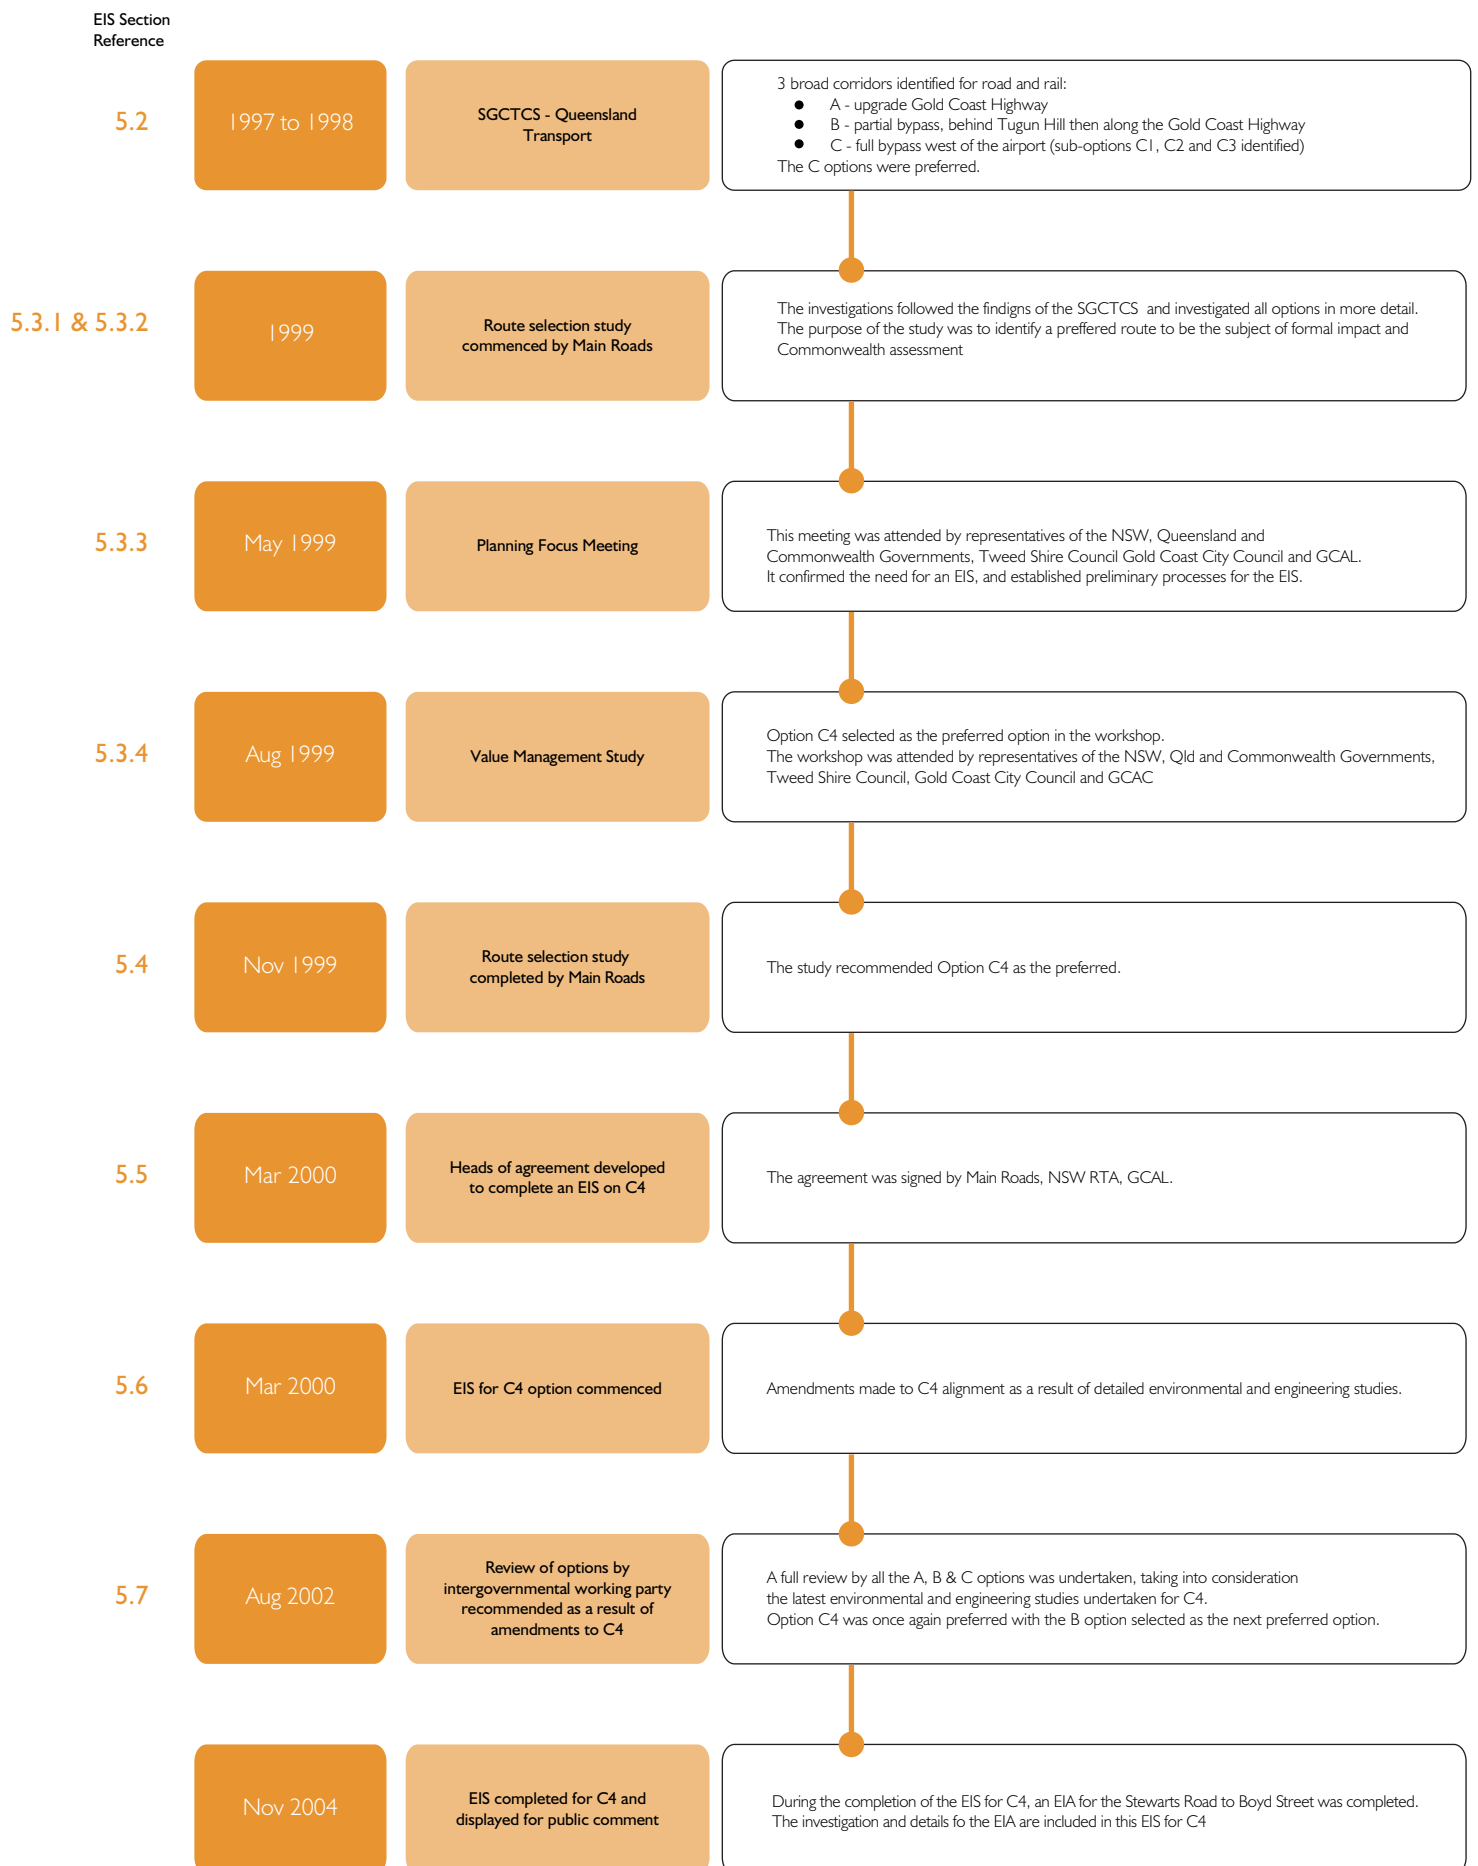 EIS Section
Reference
5.2
1997 to 1998
SGCTCS - Queensland
Transport
3 broad corridors identified for road and rail:
● A - upgrade Gold Coast Highway
● B - partial bypass, behind Tugun Hill then along the Gold Coast Highway
● C - full bypass west of the airport (sub-options C1, C2 and C3 identified)
The C options were preferred.
5.3.1 & 5.3.2
1999
Route selection study
commenced by Main Roads
The investigations followed the findigns of the SGCTCS and investigated all options in more detail.
The purpose of the study was to identify a preffered route to be the subject of formal impact and
Commonwealth assessment
5.3.3
May 1999
Planning Focus Meeting
This meeting was attended by representatives of the NSW, Queensland and
Commonwealth Governments, Tweed Shire Council Gold Coast City Council and GCAL.
It confirmed the need for an EIS, and established preliminary processes for the EIS.
5.3.4
Aug 1999
Value Management Study
Option C4 selected as the preferred option in the workshop.
The workshop was attended by representatives of the NSW, Qld and Commonwealth Governments,
Tweed Shire Council, Gold Coast City Council and GCAC
5.4
Nov 1999
Route selection study
completed by Main Roads
The study recommended Option C4 as the preferred.
5.5
Mar 2000
Heads of agreement developed
to complete an EIS on C4
The agreement was signed by Main Roads, NSW RTA, GCAL.
5.6
Mar 2000
EIS for C4 option commenced
Amendments made to C4 alignment as a result of detailed environmental and engineering studies.
5.7
Aug 2002
Review of options by
intergovernmental working party
recommended as a result of
amendments to C4
A full review by all the A, B & C options was undertaken, taking into consideration
the latest environmental and engineering studies undertaken for C4.
Option C4 was once again preferred with the B option selected as the next preferred option.
Nov 2004
EIS completed for C4 and
displayed for public comment
During the completion of the EIS for C4, an EIA for the Stewarts Road to Boyd Street was completed.
The investigation and details fo the EIA are included in this EIS for C4